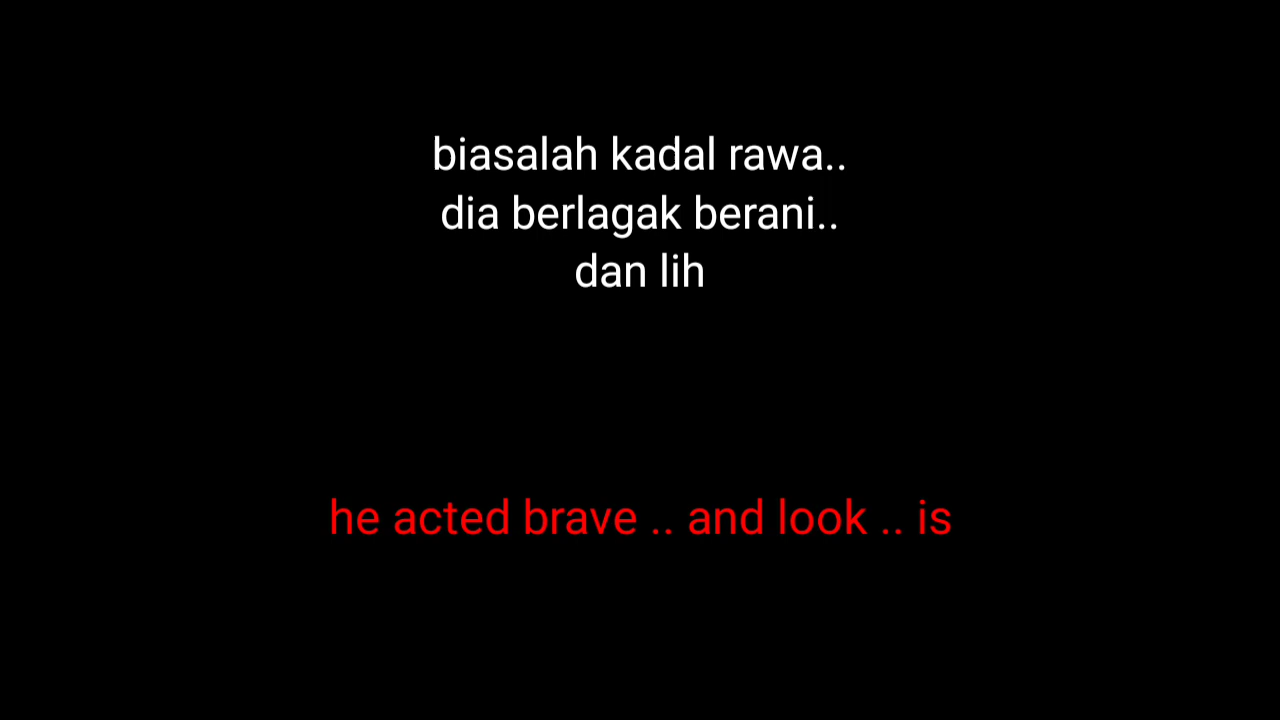 biasalah kadal rawa..
dia berlagak berani..
dan lih
he acted brave .. and look .. is